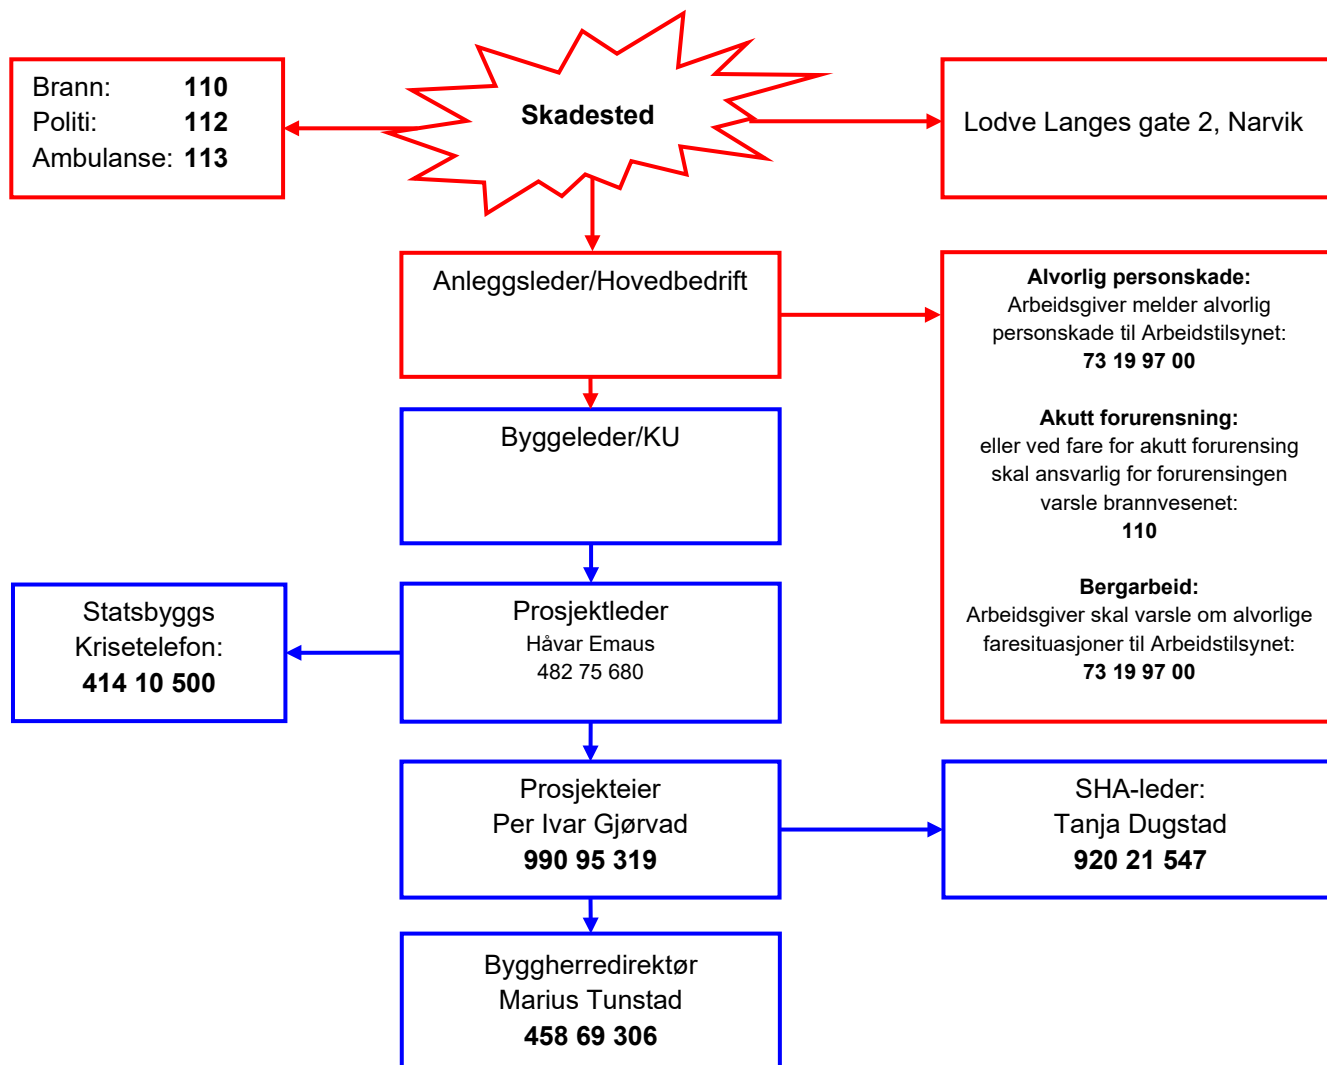 Brann: 110
Politi: 112
Ambulanse: 113
Skadested
Lodve Langes gate 2, Narvik
Anleggsleder/Hovedbedrift
Alvorlig personskade:
Arbeidsgiver melder alvorlig
personskade til Arbeidstilsynet:
73 19 97 00
Akutt forurensning:
eller ved fare for akutt forurensing
skal ansvarlig for forurensingen
varsle brannvesenet:
110
Bergarbeid:
Arbeidsgiver skal varsle om alvorlige
faresituasjoner til Arbeidstilsynet:
73 19 97 00
Byggeleder/KU
Statsbyggs
Krisetelefon:
414 10 500
Prosjektleder
Håvar Emaus
482 75 680
Prosjekteier
Per Ivar Gjørvad
990 95 319
SHA-leder:
Tanja Dugstad
920 21 547
Byggherredirektør
Marius Tunstad
458 69 306